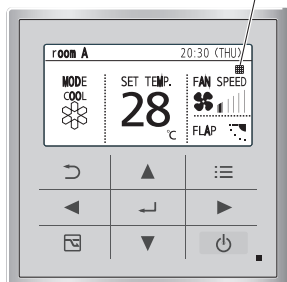 room A 20:30 (THU)
MODE SET TEMP. FAN SPEED
COOL
28 °C
FLAP